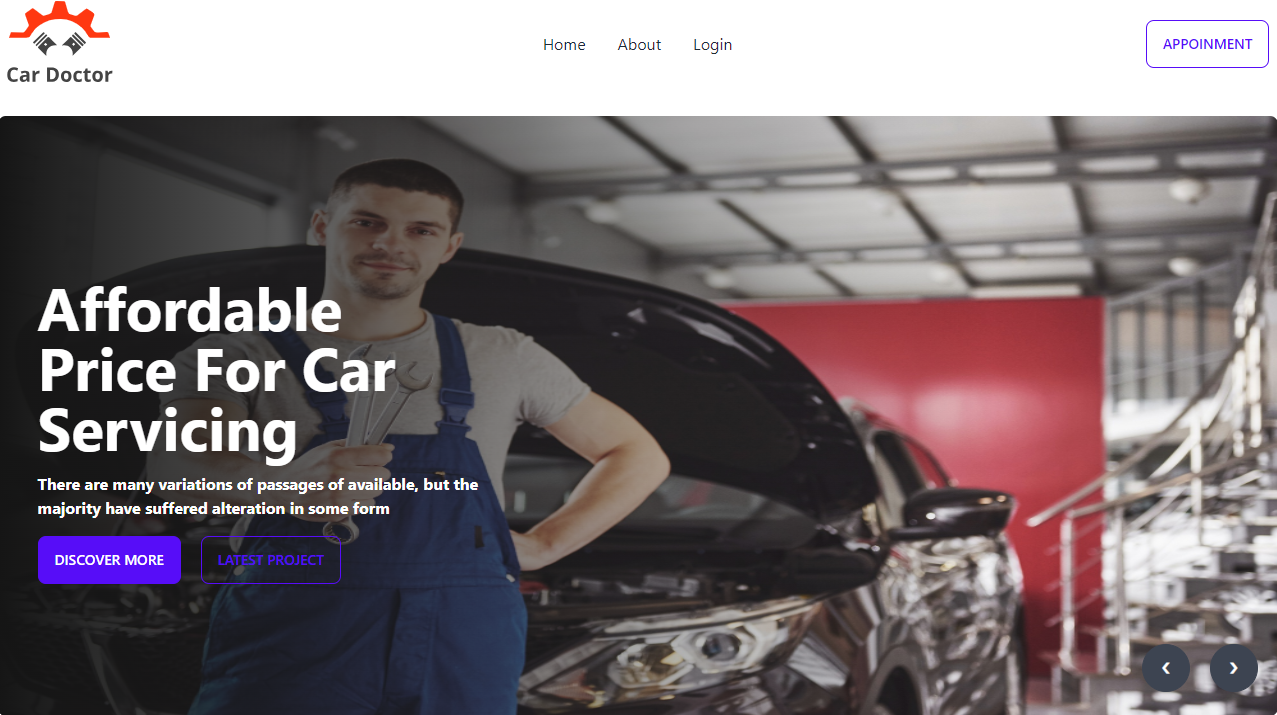 Car Doctor
Home
About
Login
APPOINMENT
Affordable
Price For Car
Servicing
There are many variations of passages of available, but the
majority have suffered alteration in some form
DISCOVER MORE
LATEST PROJECT
❮
❯